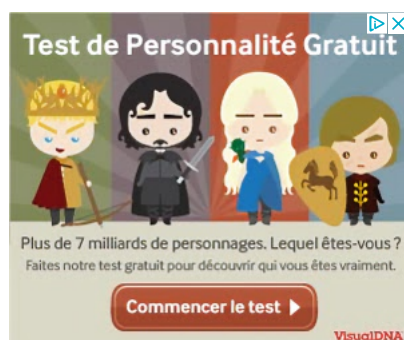 Test de Personnalité Gratuit
Plus de 7 milliards de personnages. Lequel êtes-vous ?
Faites notre test gratuit pour découvrir qui vous êtes vraiment.
Commencer le test
VisualDNA